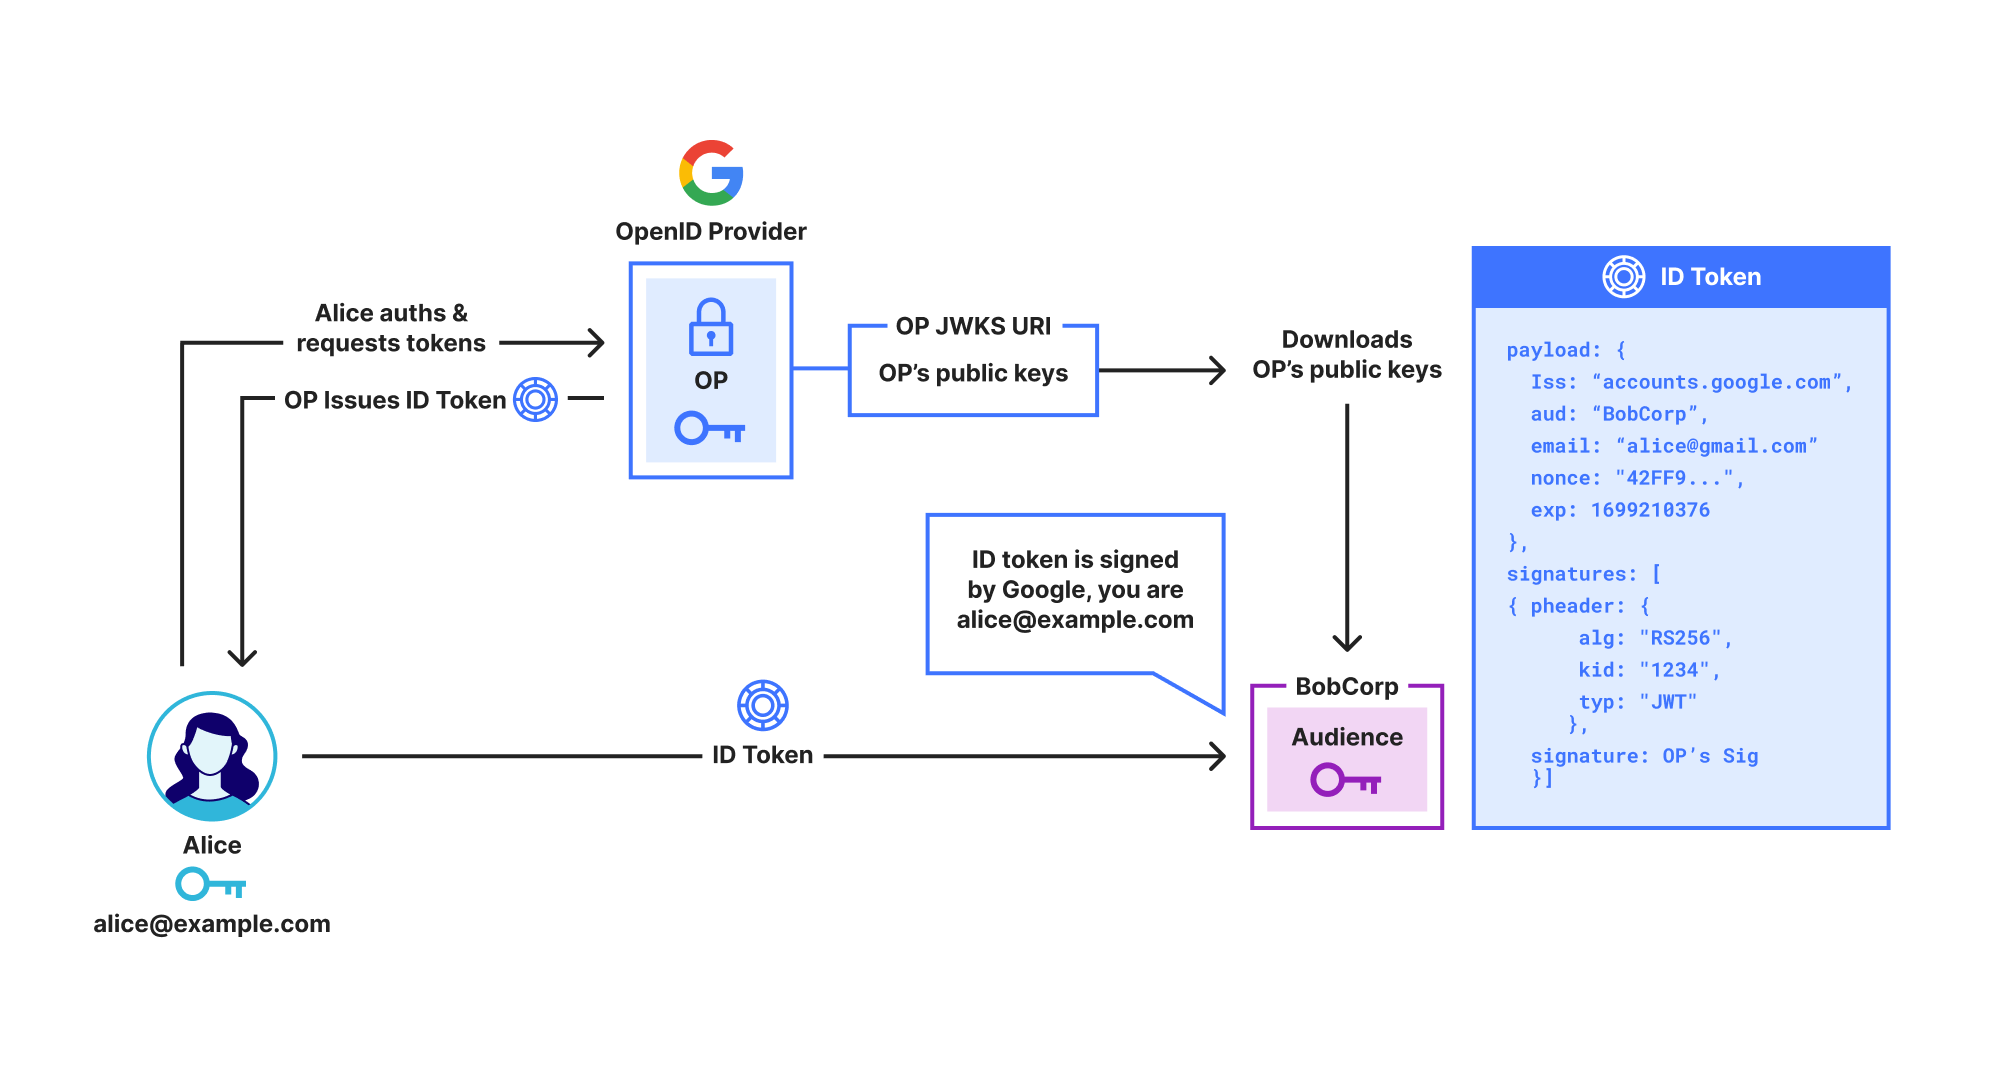 OpenID Provider
Alice auths &
requests tokens
OP Issues ID Token
OP
OP JWKS URI
OP’s public keys
Downloads
OP’s public keys
ID token is signed
by Google, you are
alice@example.com
ID Token
BobCorp
Audience
Alice
alice@example.com
ID Token
payload: {
Iss: “accounts.google.com”,
aud: “BobCorp”,
email: “alice@gmail.com”
nonce: "42FF9...",
exp: 1699210376
},
signatures: [
{ pheader: {
alg: "RS256",
kid: "1234",
typ: "JWT"
},
signature: OP’s Sig
}]